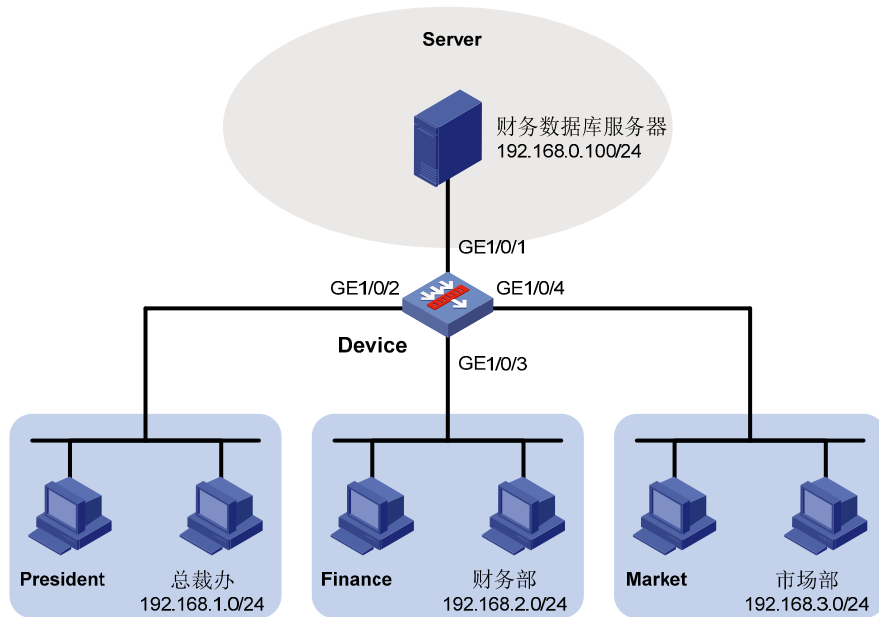 Server
财务数据库服务器
192.168.0.100/24
GE1/0/1
GE1/0/2
GE1/0/4
Device
GE1/0/3
President
总裁办
192.168.1.0/24
Finance
财务部
192.168.2.0/24
Market
市场部
192.168.3.0/24